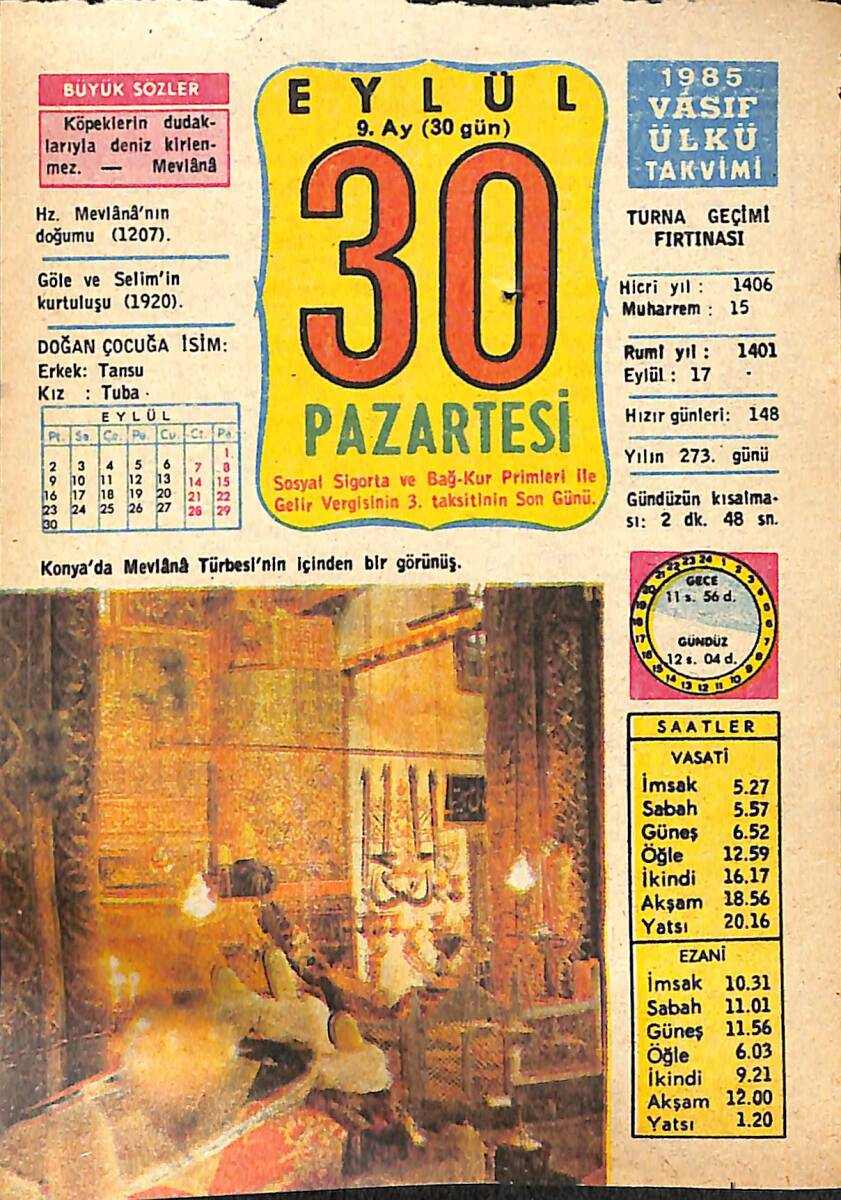 BÜYÜK SÖZLER
Köpeklerin dudak-
larıyla deniz kirlen-
mez. — Mevlânâ
Hz. Mevlânâ'nın
doğumu (1207).
Göle ve Selim'in
kurtuluşu (1920).
DOĞAN ÇOCUĞA İSİM:
Erkek: Tansu
Kız : Tuba
EYLÜL
Pt. Sa. Ça. Pe. Cu. Ct. Pa
1
2 3 4 5 6 7 8
9 10 11 12 13 14 15
16 17 18 19 20 21 22
23 24 25 26 27 28 29
30
EYLÜL
9. Ay (30 gün)
30
PAZARTESİ
Sosyal Sigorta ve Bağ-Kur Primleri ile
Gelir Vergisinin 3. taksitinin Son Günü.
1985
VÂSIF
ÜLKÜ
TAKVİMİ
TURNA GEÇİMİ
FIRTINASI
Hicrî yıl : 1406
Muharrem : 15
Rumî yıl : 1401
Eylül : 17
Hızır günleri: 148
Yılın 273. günü
Gündüzün kısalma-
sı: 2 dk. 48 sn.
GECE
11 s. 56 d.
GÜNDÜZ
12 s. 04 d.
SAATLER
VASATİ
İmsak 5.27
Sabah 5.57
Güneş 6.52
Öğle 12.59
İkindi 16.17
Akşam 18.56
Yatsı 20.16
EZANİ
İmsak 10.31
Sabah 11.01
Güneş 11.56
Öğle 6.03
İkindi 9.21
Akşam 12.00
Yatsı 1.20
Konya'da Mevlânâ Türbesi'nin içinden bir görünüş.